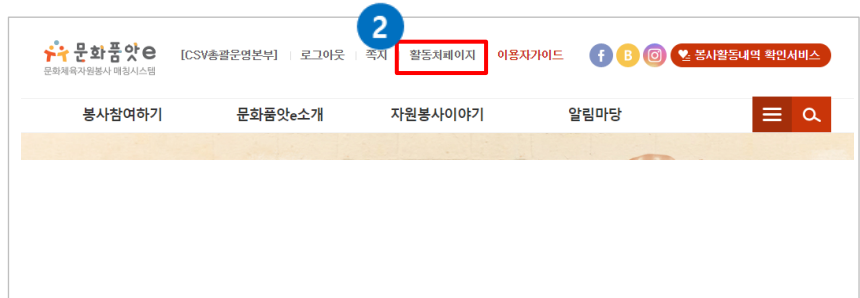 2
문화품앗e
문화체육자원봉사 매칭시스템
[CSV총괄운영본부] 로그아웃 쪽지 활동처페이지 이용자가이드 f B 봉사활동내역 확인서비스
봉사참여하기 문화품앗e소개 자원봉사이야기 알림마당